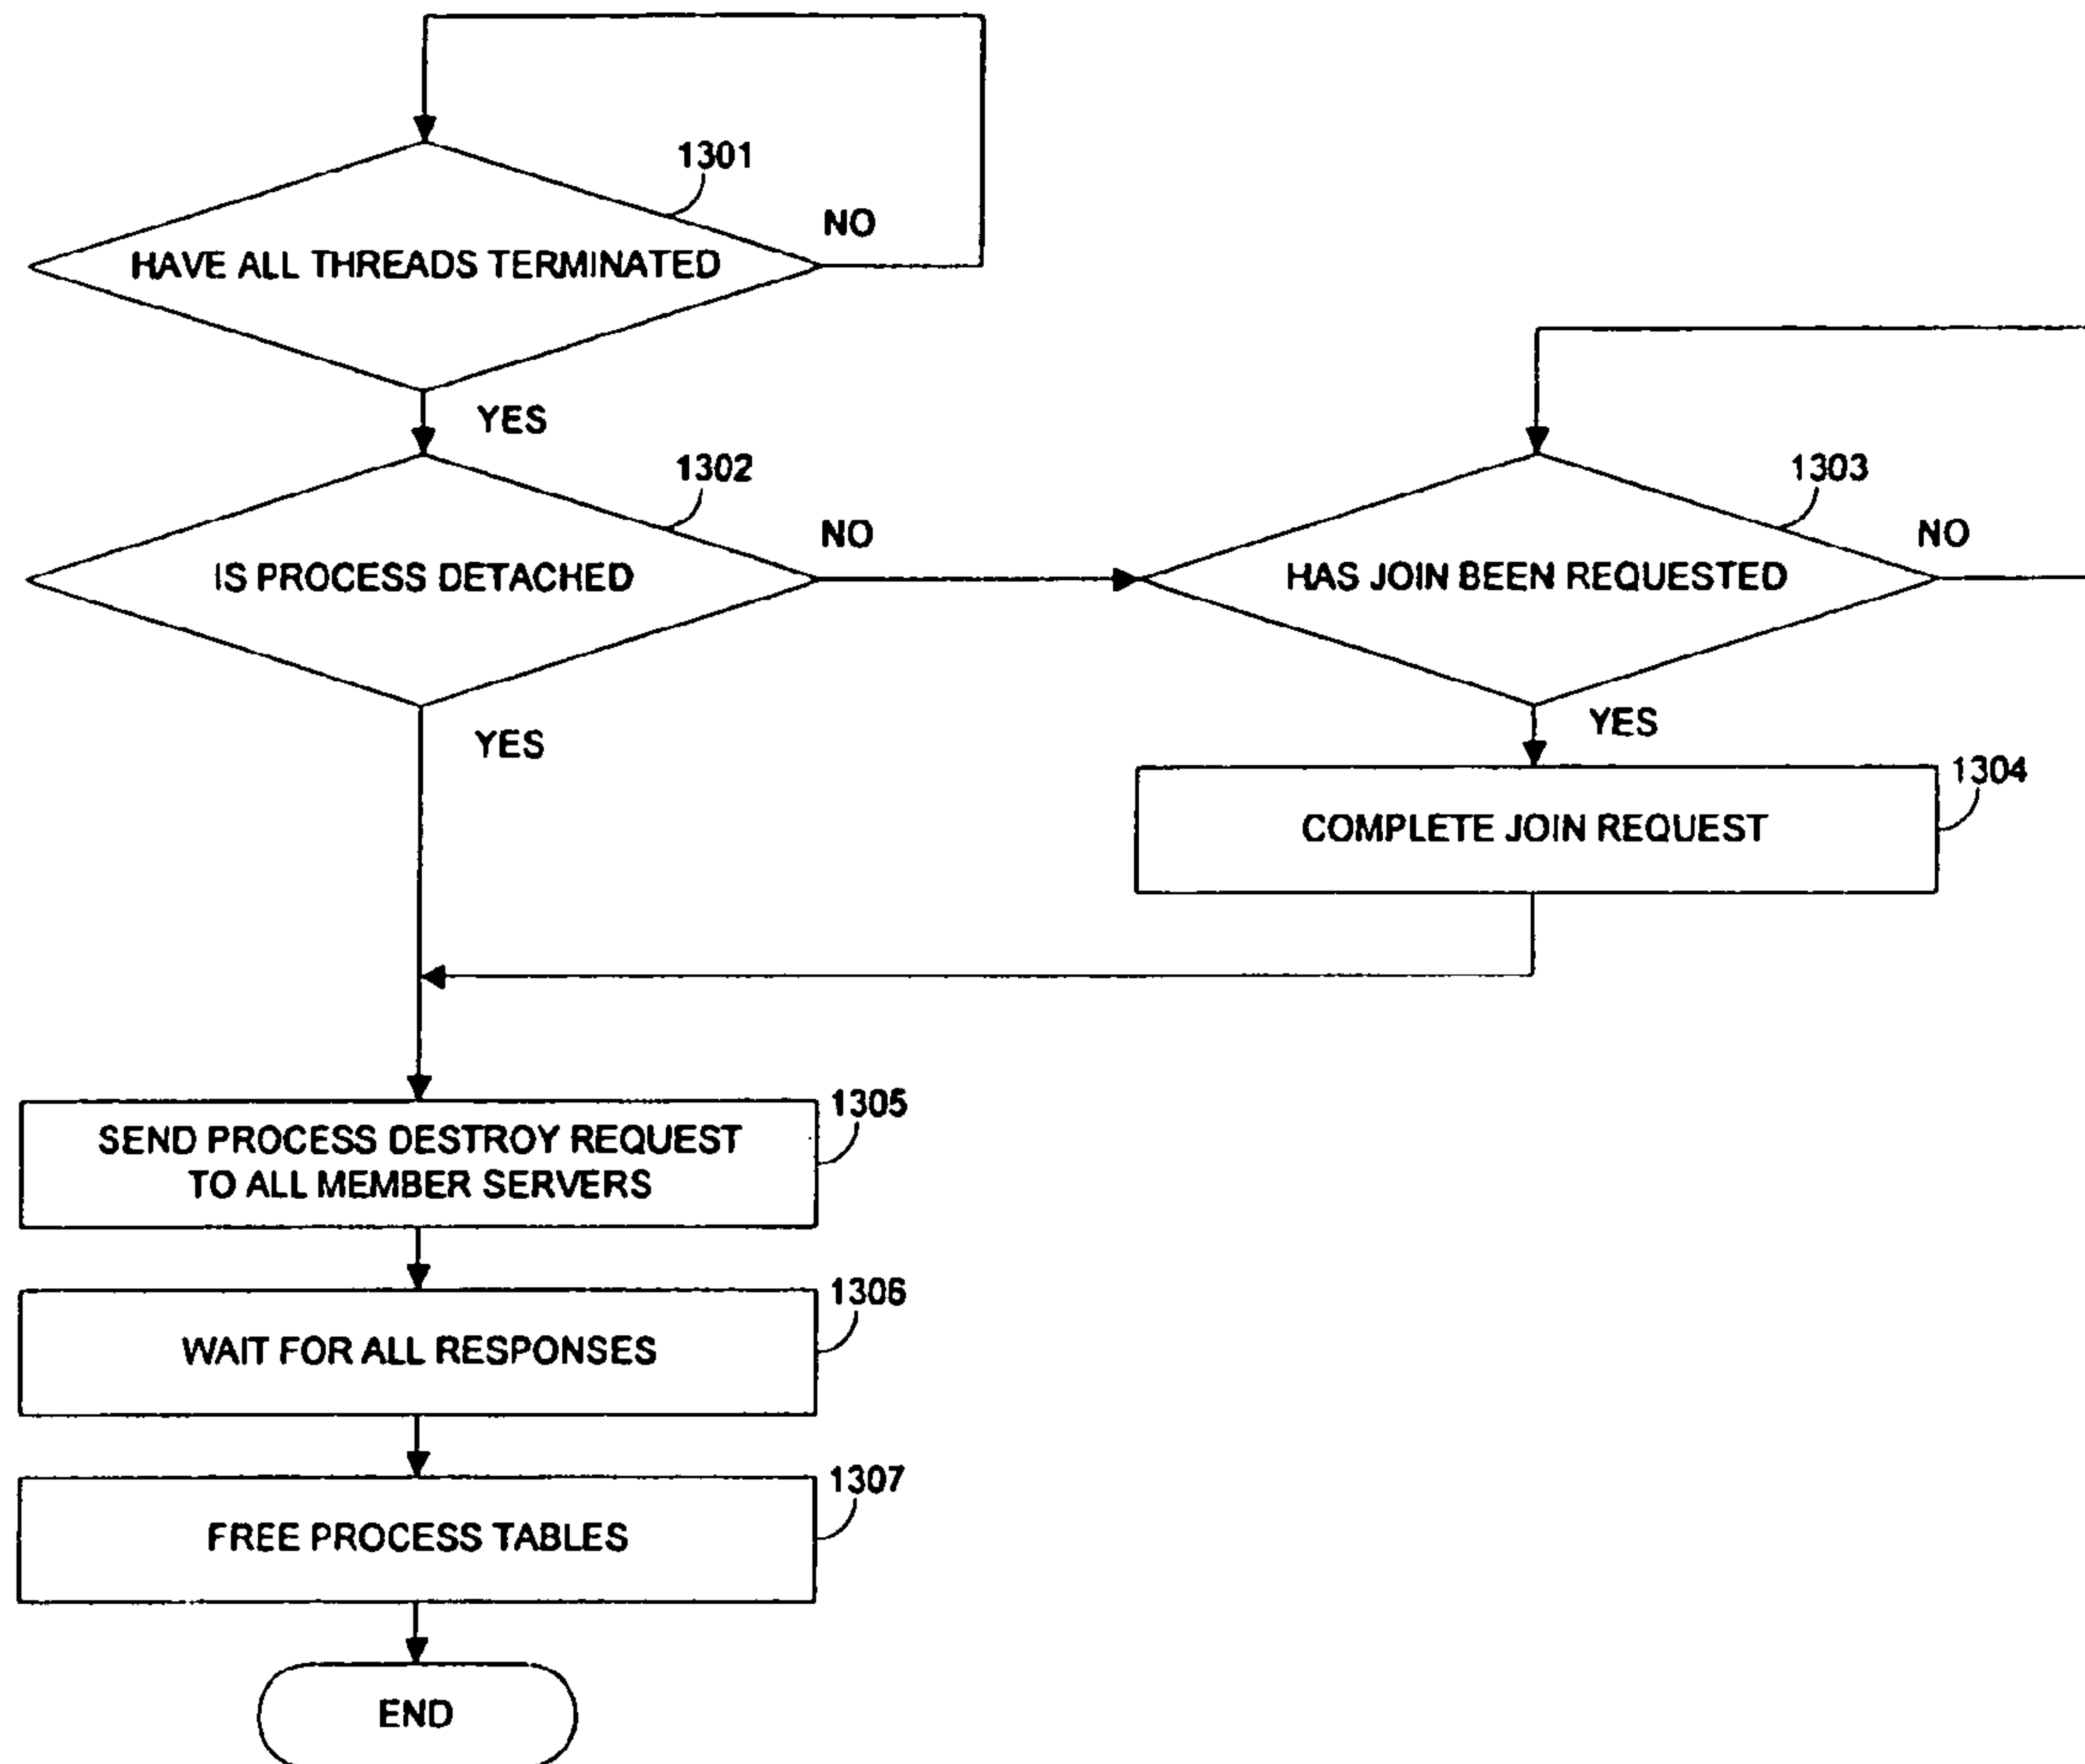 1301
NO
HAVE ALL THREADS TERMINATED
YES
1302
NO
IS PROCESS DETACHED
1303
NO
HAS JOIN BEEN REQUESTED
YES
YES
1304
COMPLETE JOIN REQUEST
1305
SEND PROCESS DESTROY REQUEST
TO ALL MEMBER SERVERS
1306
WAIT FOR ALL RESPONSES
1307
FREE PROCESS TABLES
END